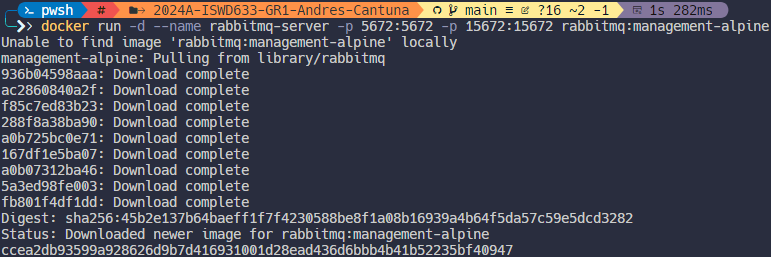 pwsh # 2024A-ISWD633-GR1-Andres-Cantuna main ≡ ?16 ~2 -1 1s 282ms
docker run -d --name rabbitmq-server -p 5672:5672 -p 15672:15672 rabbitmq:management-alpine
Unable to find image 'rabbitmq:management-alpine' locally
management-alpine: Pulling from library/rabbitmq
936b04598aaa: Download complete
ac2860840a2f: Download complete
f85c7ed83b23: Download complete
288f8a38ba90: Download complete
a0b725bc0e71: Download complete
167df1e5ba07: Download complete
a0b07312ba46: Download complete
5a3ed98fe003: Download complete
fb801f4df1dd: Download complete
Digest: sha256:45b2e137b64baeff1f7f4230588be8f1a08b16939a4b64f5da57c59e5dcd3282
Status: Downloaded newer image for rabbitmq:management-alpine
ccea2db93599a928626d9b7d416931001d28ead436d6bbb4b41b52235bf40947